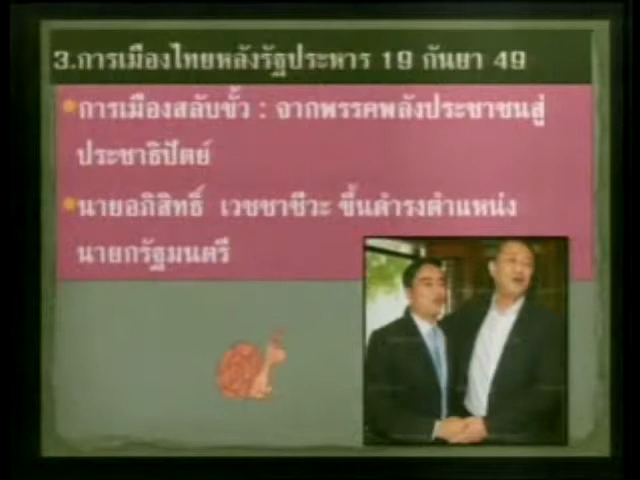 3.การเมืองไทยหลังรัฐประหาร 19 กันยา 49
•การเมืองสลับขั้ว : จากพรรคพลังประชาชนสู่
ประชาธิปัตย์
•นายอภิสิทธิ์ เวชชาชีวะ ขึ้นดำรงตำแหน่ง
นายกรัฐมนตรี